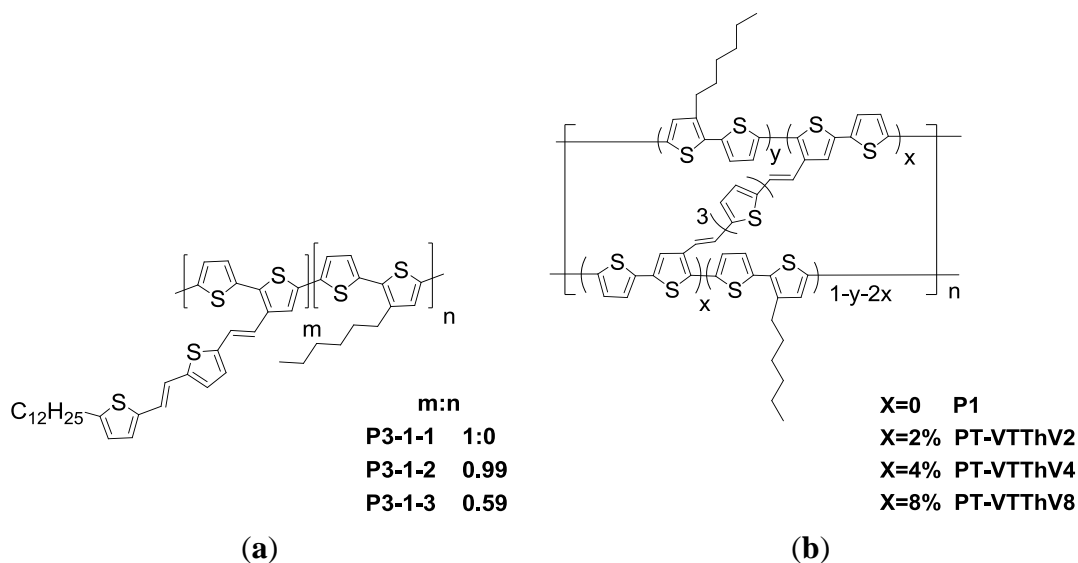 S S S S
y x
S
3
S S S S
x 1-y-2x n
S S S S
m n
S
S
C12H25
m:n
P3-1-1 1:0
P3-1-2 0.99
P3-1-3 0.59
X=0 P1
X=2% PT-VTThV2
X=4% PT-VTThV4
X=8% PT-VTThV8
(a) (b)